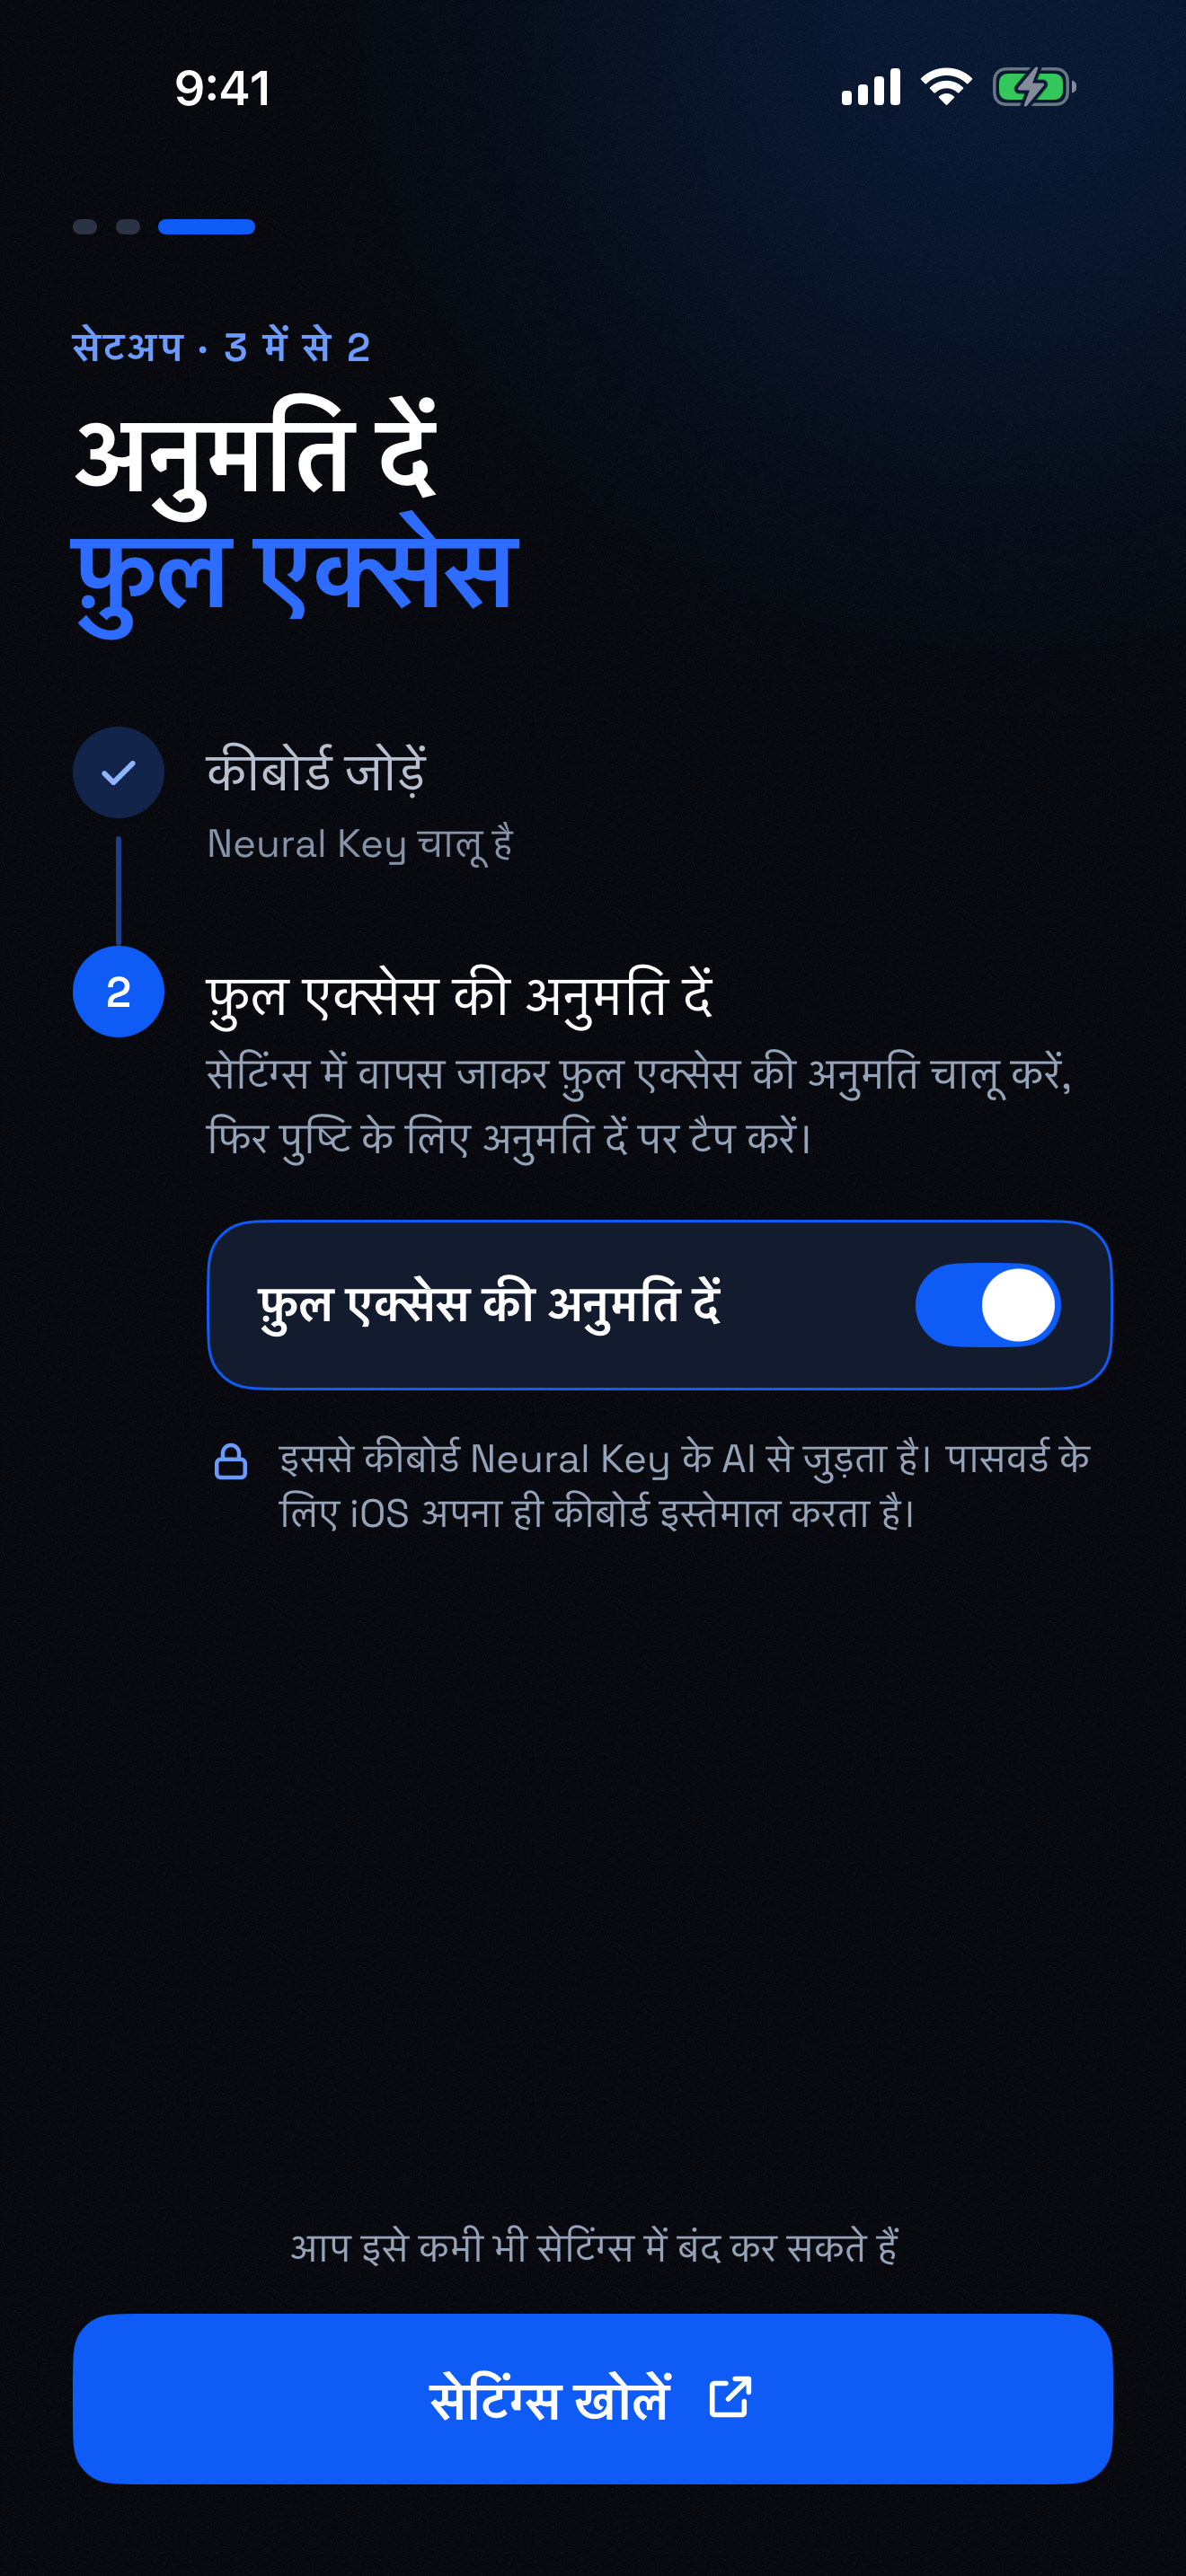 9:41
सेटअप · 3 में से 2
अनुमति दें
फ़ुल एक्सेस
कीबोर्ड जोड़ें
Neural Key चालू है
2
फ़ुल एक्सेस की अनुमति दें
सेटिंग्स में वापस जाकर फ़ुल एक्सेस की अनुमति चालू करें,
फिर पुष्टि के लिए अनुमति दें पर टैप करें।
फ़ुल एक्सेस की अनुमति दें
इससे कीबोर्ड Neural Key के AI से जुड़ता है। पासवर्ड के
लिए iOS अपना ही कीबोर्ड इस्तेमाल करता है।
आप इसे कभी भी सेटिंग्स में बंद कर सकते हैं
सेटिंग्स खोलें